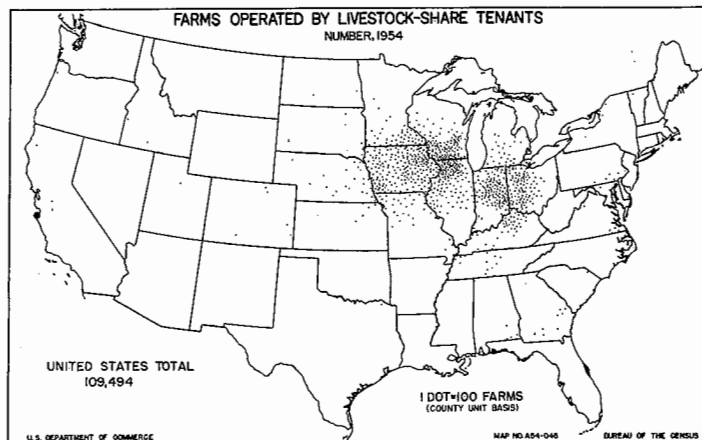 FARMS OPERATED BY LIVESTOCK-SHARE TENANTS
NUMBER, 1954
UNITED STATES TOTAL
109,494
1 DOT=100 FARMS
(COUNTY UNIT BASIS)
U.S. DEPARTMENT OF COMMERCE
MAP NO. A54-046
BUREAU OF THE CENSUS